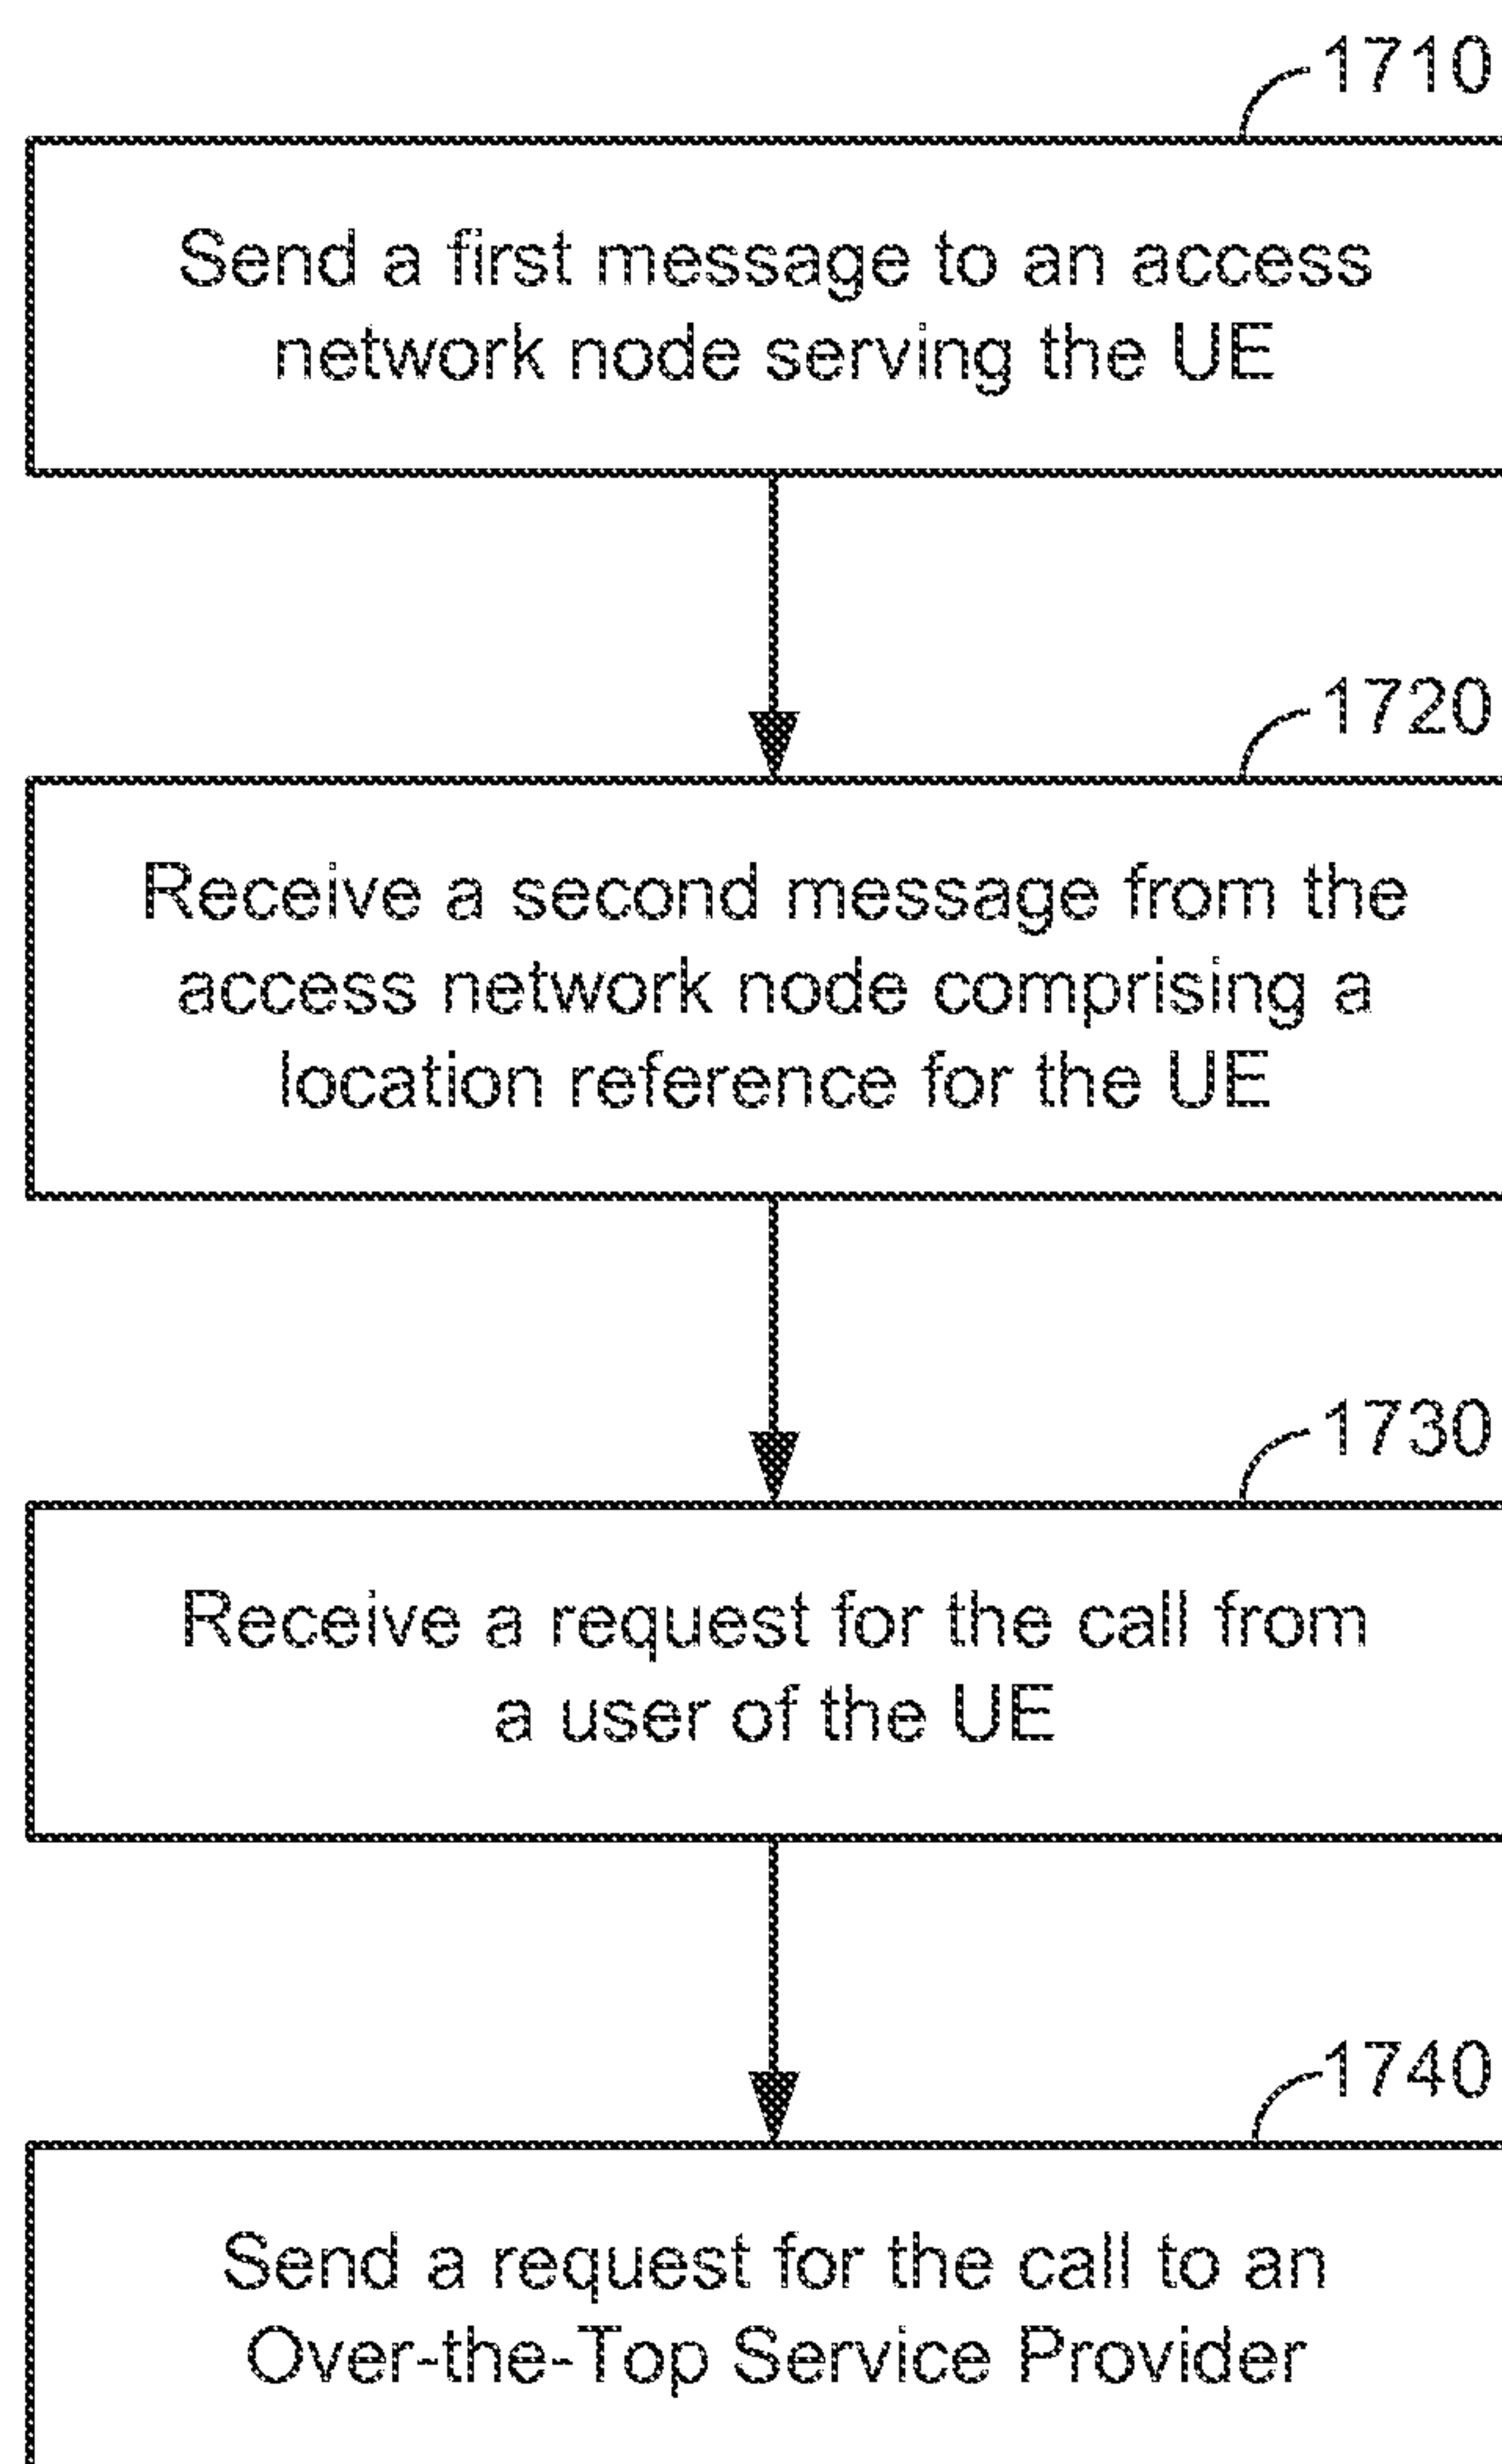 1710
Send a first message to an access
network node serving the UE
1720
Receive a second message from the
access network node comprising a
location reference for the UE
1730
Receive a request for the call from
a user of the UE
1740
Send a request for the call to an
Over-the-Top Service Provider